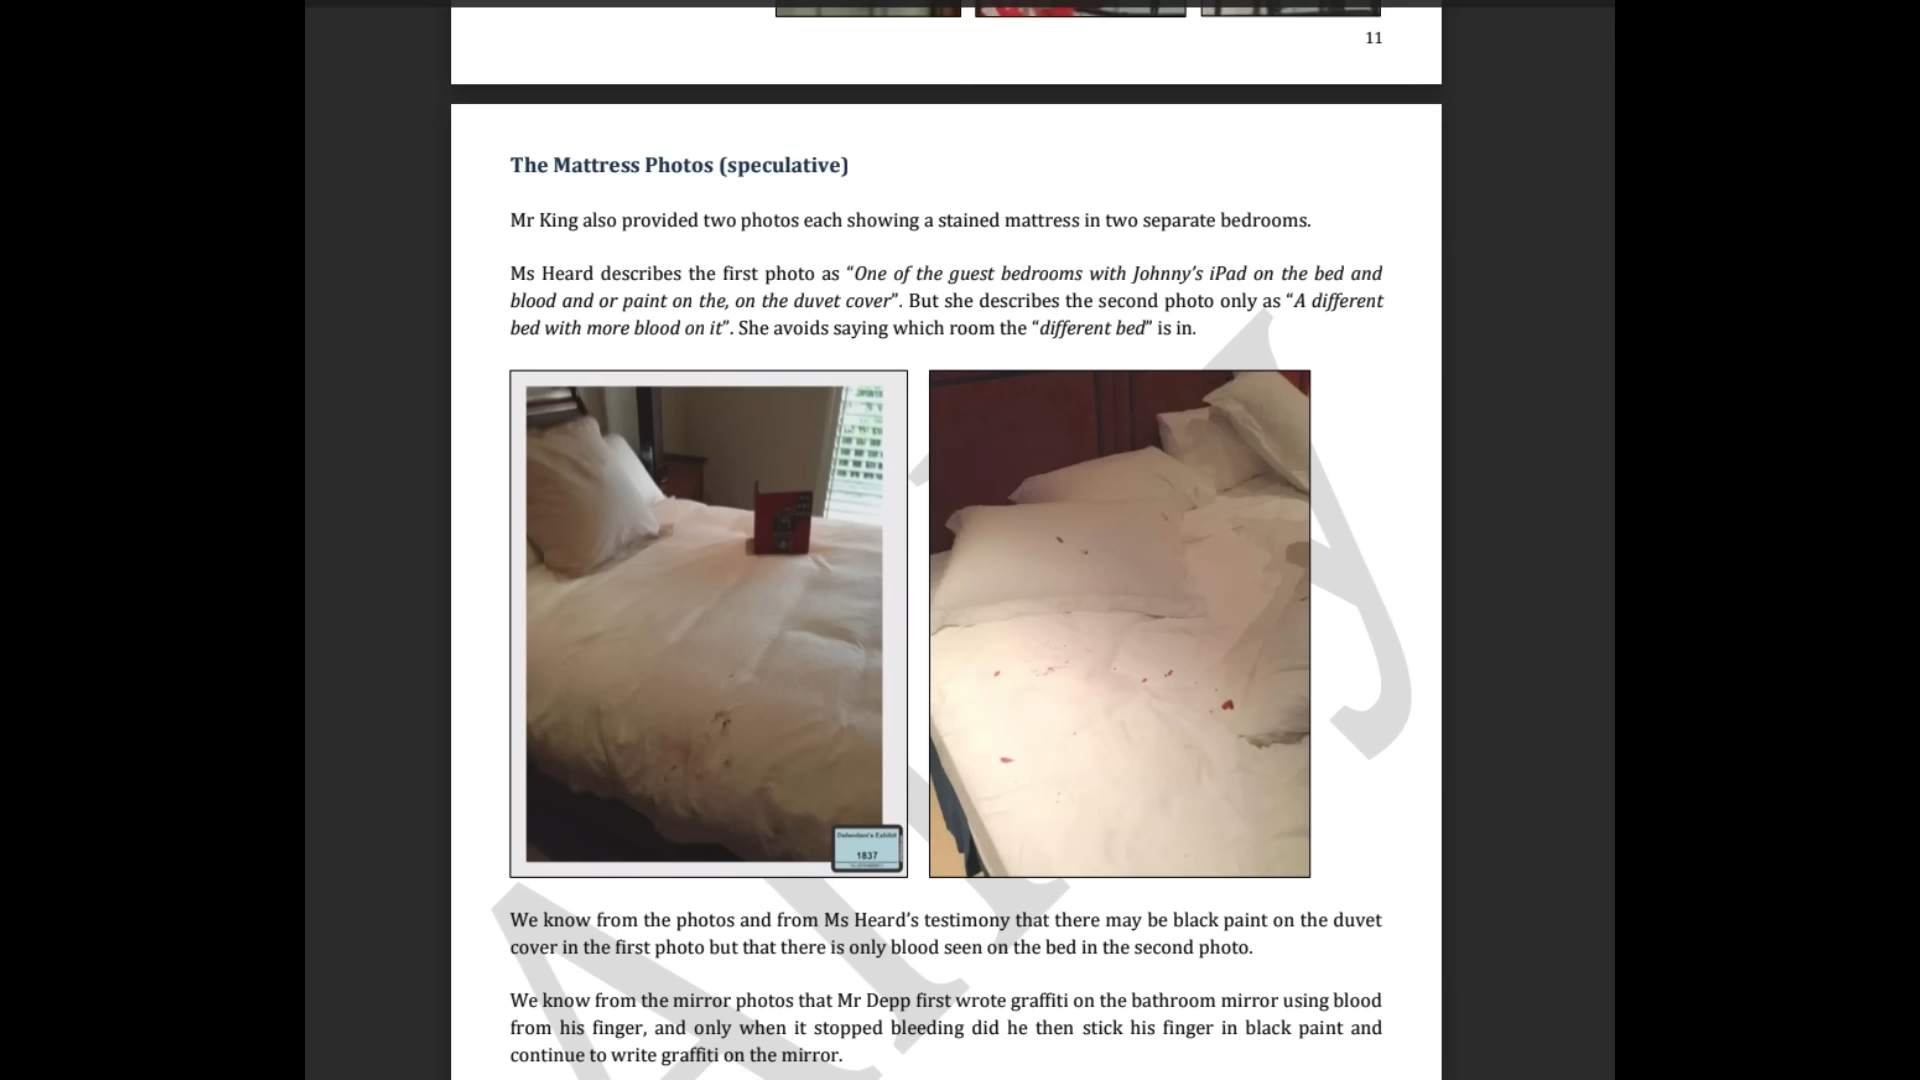 11
The Mattress Photos (speculative)
Mr King also provided two photos each showing a stained mattress in two separate bedrooms.
Ms Heard describes the first photo as “One of the guest bedrooms with Johnny’s iPad on the bed and
blood and or paint on the, on the duvet cover”. But she describes the second photo only as “A different
bed with more blood on it”. She avoids saying which room the “different bed” is in.
Defendant's Exhibit
1837
We know from the photos and from Ms Heard’s testimony that there may be black paint on the duvet
cover in the first photo but that there is only blood seen on the bed in the second photo.
We know from the mirror photos that Mr Depp first wrote graffiti on the bathroom mirror using blood
from his finger, and only when it stopped bleeding did he then stick his finger in black paint and
continue to write graffiti on the mirror.